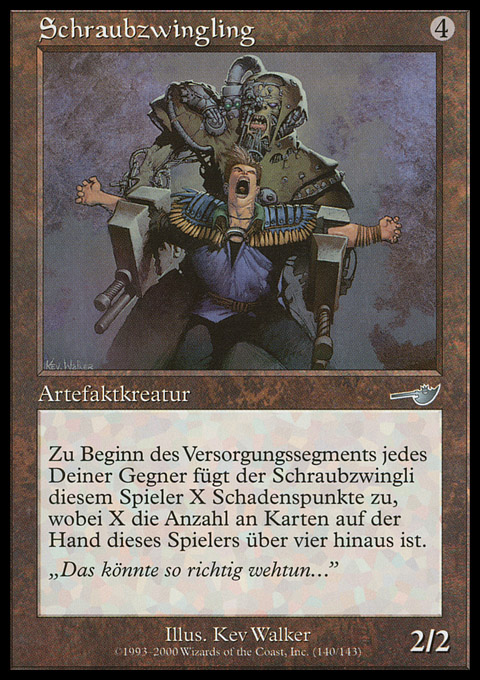 Schraubzwingling
4
KEV. WALKER
Artefaktkreatur
Zu Beginn des Versorgungssegments jedes
Deiner Gegner fügt der Schraubzwingli
diesem Spieler X Schadenspunkte zu,
wobei X die Anzahl an Karten auf der
Hand dieses Spielers über vier hinaus ist.
„Das könnte so richtig wehtun…”
Illus. Kev Walker
2/2
©1993-2000 Wizards of the Coast, Inc. (140/143)